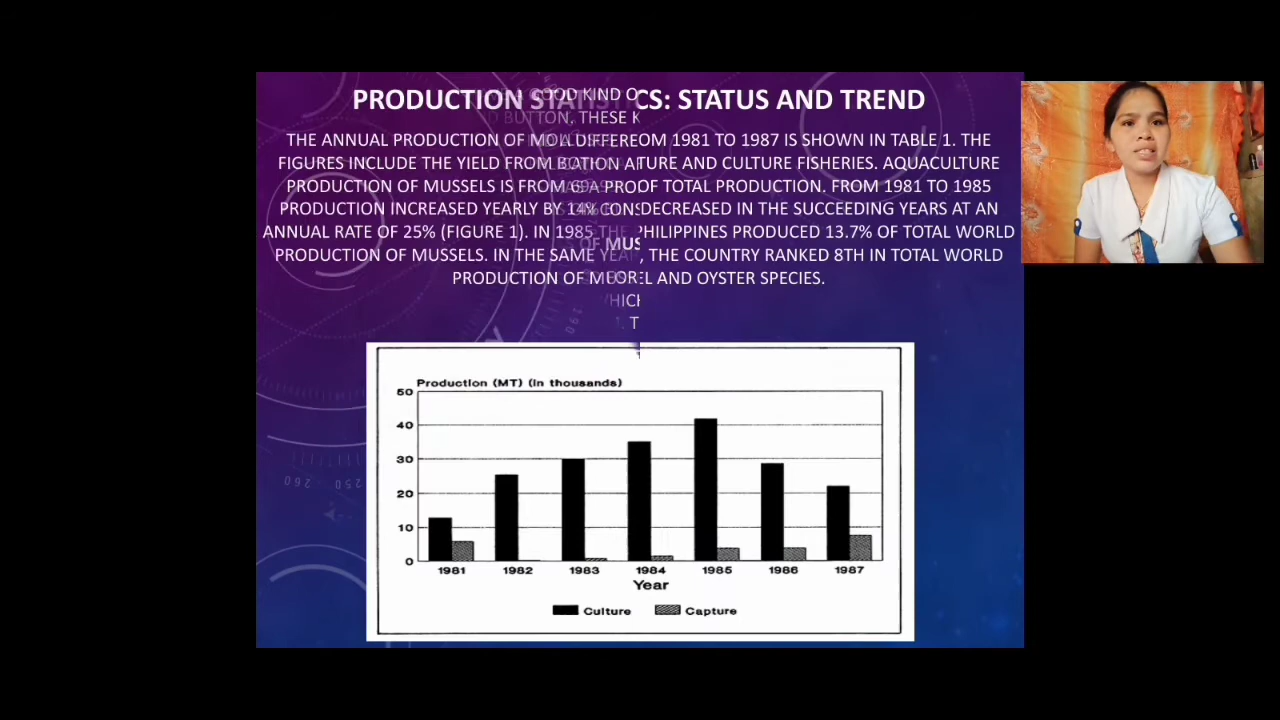 PRODUCTION STATISTICS: STATUS AND TREND
THE ANNUAL PRODUCTION OF FROM 1981 TO 1987 IS SHOWN IN TABLE 1. THE
FIGURES INCLUDE THE YIELD FROM BOTH AND CULTURE FISHERIES. AQUACULTURE
PRODUCTION OF MUSSELS IS FROM OF TOTAL PRODUCTION. FROM 1981 TO 1985
PRODUCTION INCREASED YEARLY BY 14% DECREASED IN THE SUCCEEDING YEARS AT AN
ANNUAL RATE OF 25% (FIGURE 1). IN 1985 THE PHILIPPINES PRODUCED 13.7% OF TOTAL WORLD
PRODUCTION OF MUSSELS. IN THE SAME YEAR, THE COUNTRY RANKED 8TH IN TOTAL WORLD
PRODUCTION OF AND OYSTER SPECIES.
Production (MT) (in thousands)
50
40
30
20
10
0
1981 1982 1983 1984 1985 1986 1987
Year
Culture Capture